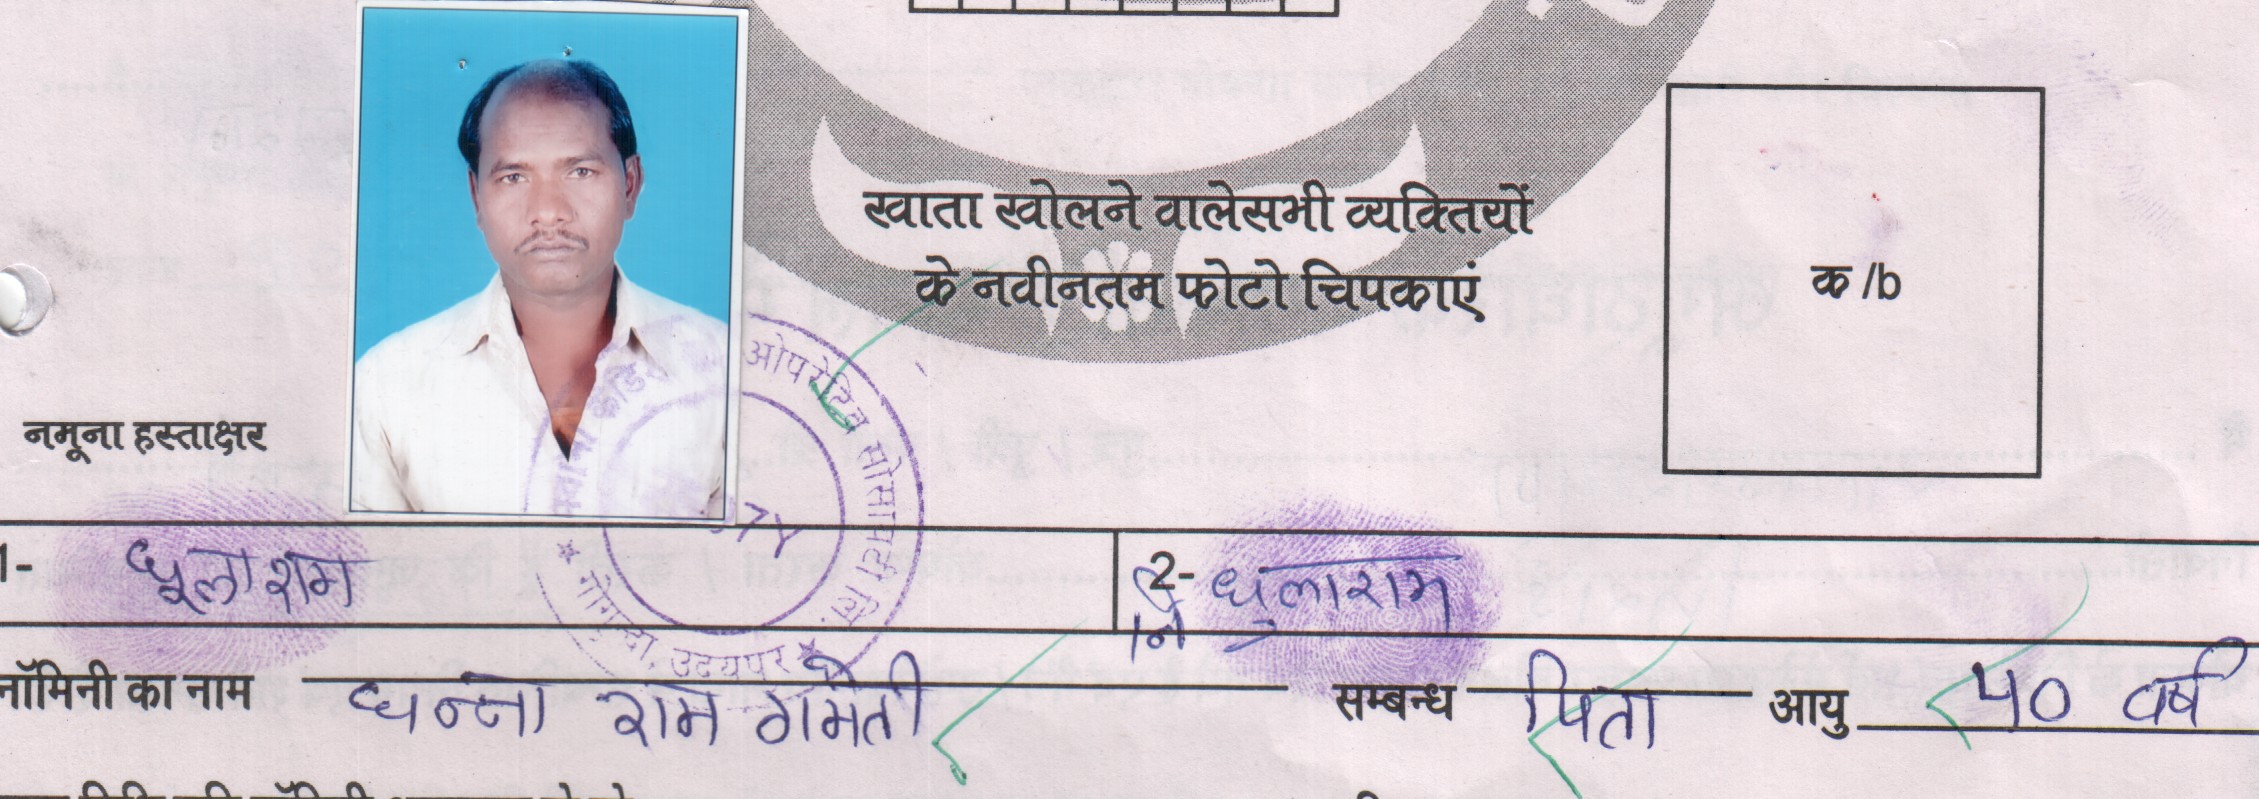 खाता खोलने वालेसभी व्यक्तियों
के नवीनतम फोटो चिपकाएं
क /b
नमूना हस्ताक्षर
क्रेडिट ओपरेटिव सोसायटी लि.
★ गोगुन्दा, उदयपुर ★
1- धूलाराम
2- धुलाराम
नॉमिनी का नाम धन्ना राम गमेती सम्बन्ध पिता आयु ५० वर्ष